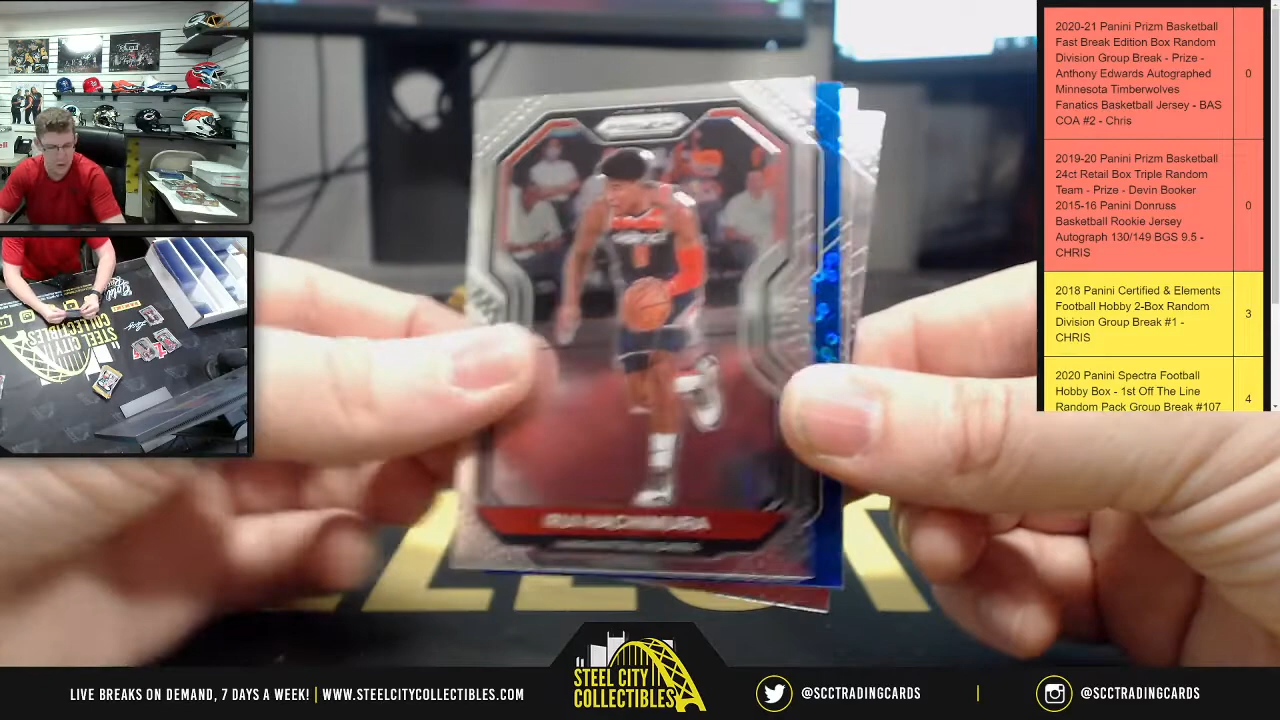 2020-21 Panini Prizm Basketball
Fast Break Edition Box Random
Division Group Break - Prize -
Anthony Edwards Autographed
Minnesota Timberwolves
Fanatics Basketball Jersey - BAS
COA #2 - Chris
0
2019-20 Panini Prizm Basketball
24ct Retail Box Triple Random
Team - Prize - Devin Booker
2015-16 Panini Donruss
Basketball Rookie Jersey
Autograph 130/149 BGS 9.5 -
CHRIS
0
2018 Panini Certified & Elements
Football Hobby 2-Box Random
Division Group Break #1 -
CHRIS
3
2020 Panini Spectra Football
Hobby Box - 1st Off The Line
Random Pack Group Break #107
4
PRIZM
RUI HACHIMURA
LIVE BREAKS ON DEMAND, 7 DAYS A WEEK! | WWW.STEELCITYCOLLECTIBLES.COM
STEEL CITY
COLLECTIBLES
@SCCTRADINGCARDS
@SCCTRADINGCARDS